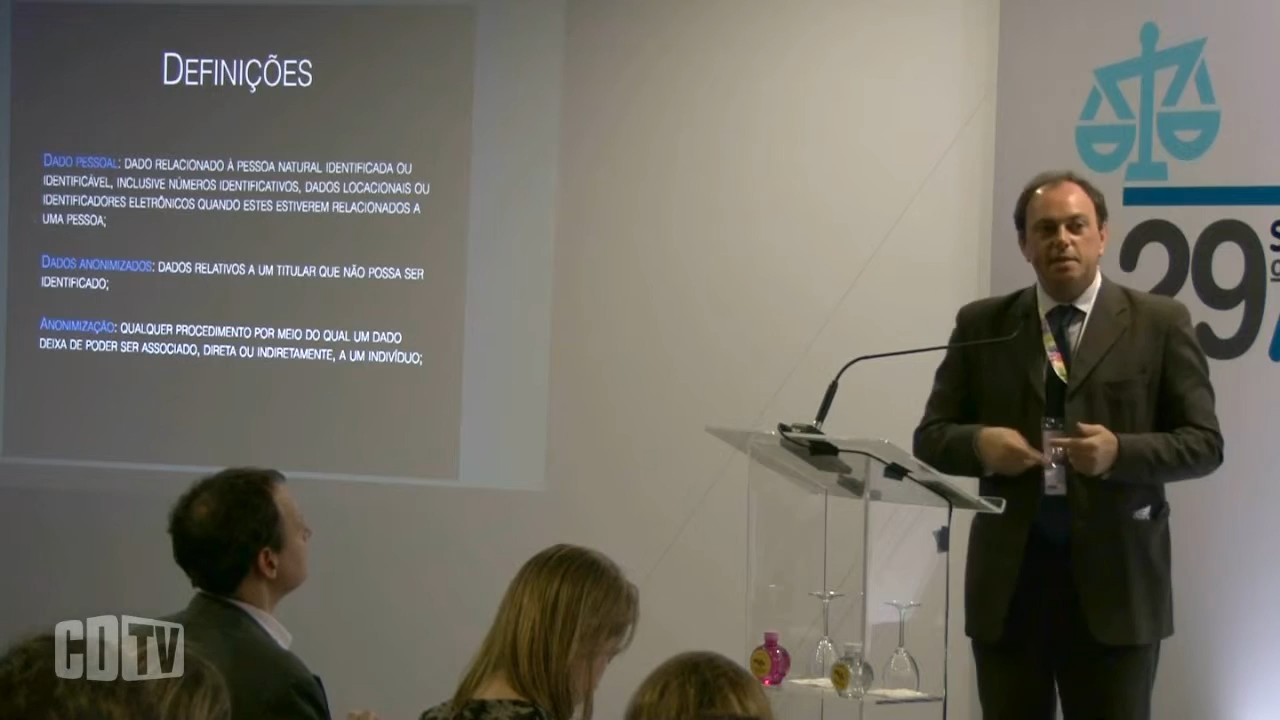 DEFINIÇÕES
DADO PESSOAL: DADO RELACIONADO À PESSOA NATURAL IDENTIFICADA OU
IDENTIFICÁVEL, INCLUSIVE NÚMEROS IDENTIFICATIVOS, DADOS LOCACIONAIS OU
IDENTIFICADORES ELETRÔNICOS QUANDO ESTES ESTIVEREM RELACIONADOS A
UMA PESSOA;
DADOS ANONIMIZADOS: DADOS RELATIVOS A UM TITULAR QUE NÃO POSSA SER
IDENTIFICADO;
ANONIMIZAÇÃO: QUALQUER PROCEDIMENTO POR MEIO DO QUAL UM DADO
DEIXA DE PODER SER ASSOCIADO, DIRETA OU INDIRETAMENTE, A UM INDIVÍDUO;
29
CDTV